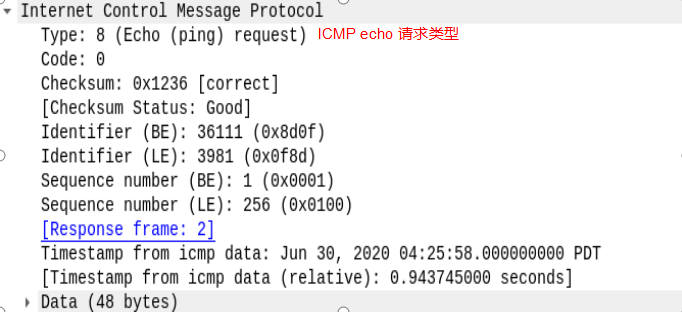 Internet Control Message Protocol
Type: 8 (Echo (ping) request) ICMP echo 请求类型
Code: 0
Checksum: 0x1236 [correct]
[Checksum Status: Good]
Identifier (BE): 36111 (0x8d0f)
Identifier (LE): 3981 (0x0f8d)
Sequence number (BE): 1 (0x0001)
Sequence number (LE): 256 (0x0100)
[Response frame: 2]
Timestamp from icmp data: Jun 30, 2020 04:25:58.000000000 PDT
[Timestamp from icmp data (relative): 0.943745000 seconds]
Data (48 bytes)